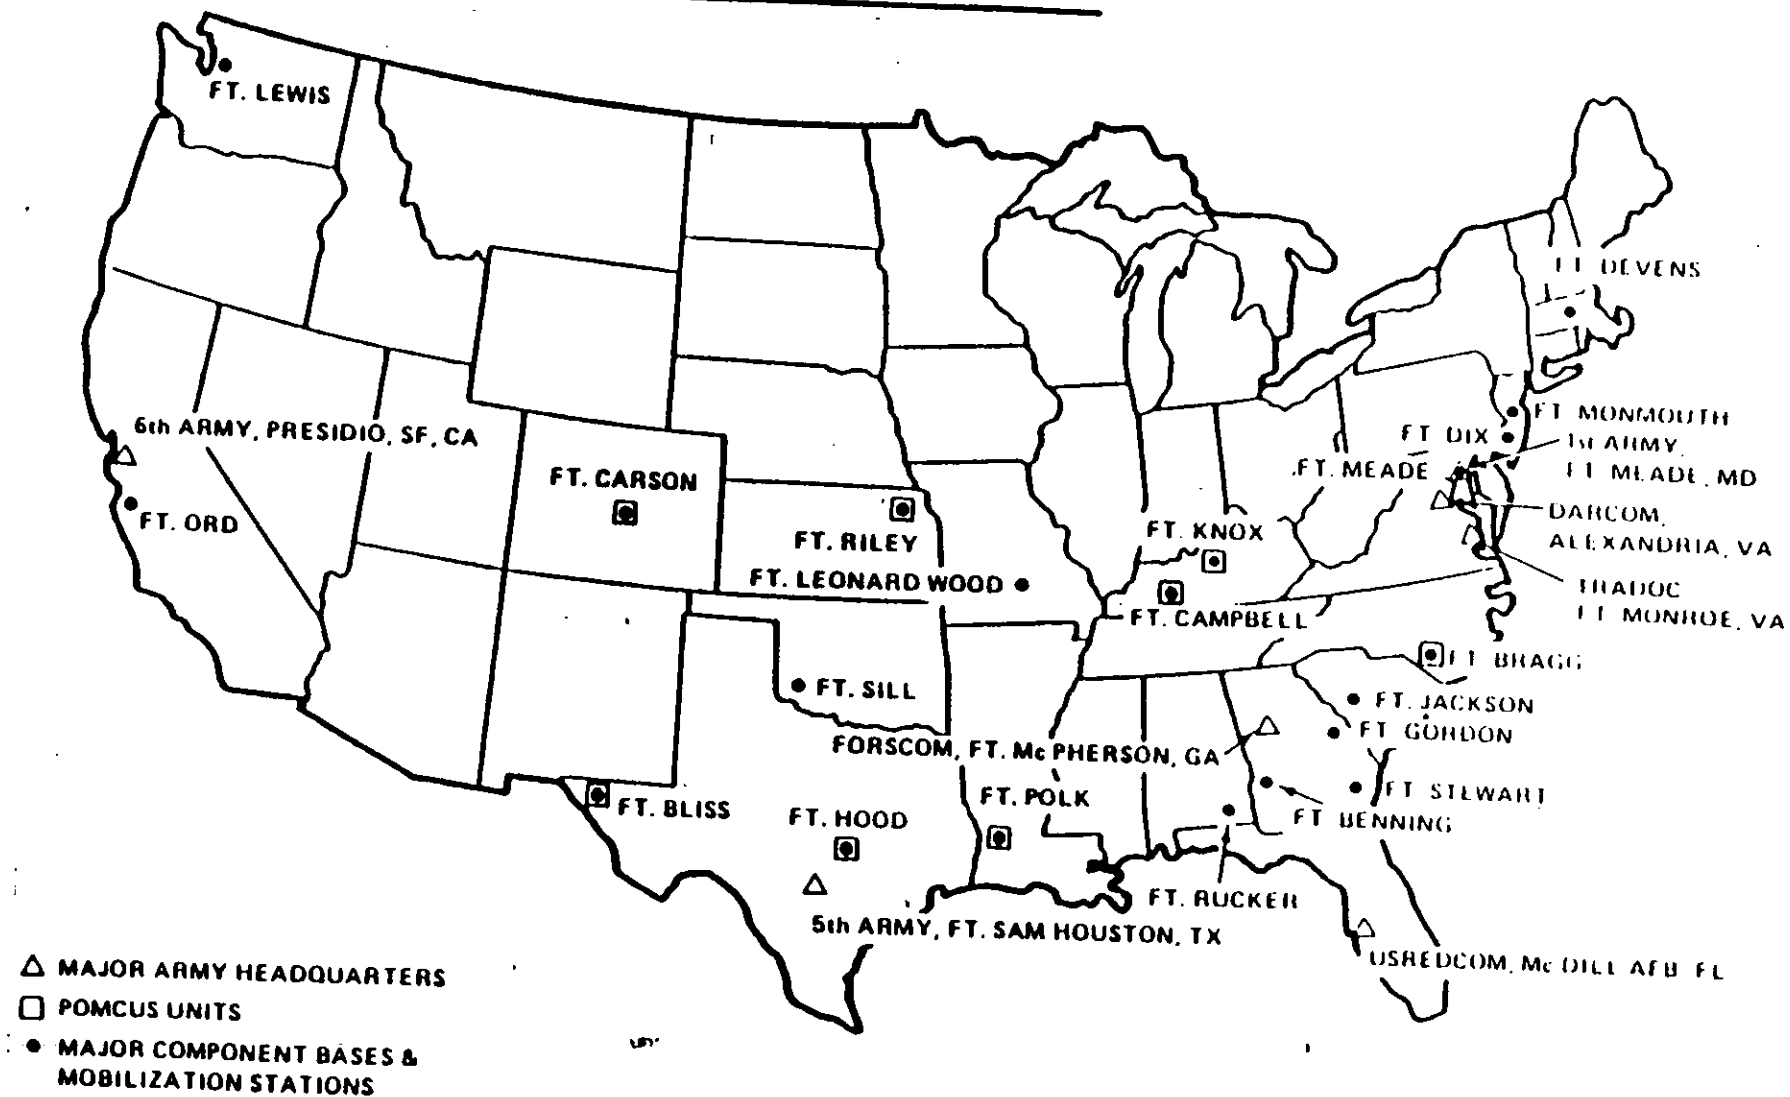 FT. LEWIS
FT. DEVENS
6th ARMY, PRESIDIO, SF, CA
FT. ORD
FT. CARSON
FT. RILEY
FT. LEONARD WOOD
FT MONMOUTH
FT DIX
1st ARMY,
FT MEADE, MD
.FT. MEADE
DARCOM,
ALEXANDRIA, VA
TRADOC
FT MONROE, VA
FT. KNOX
FT. CAMPBELL
FT BRAGG
FT. JACKSON
FT GORDON
FT. SILL
FORSCOM, FT. Mc PHERSON, GA
FT STEWART
FT BENNING
FT. BLISS
FT. HOOD
FT. POLK
FT. RUCKER
5th ARMY, FT. SAM HOUSTON, TX
USREDCOM, Mc DILL AFB FL
MAJOR ARMY HEADQUARTERS
POMCUS UNITS
MAJOR COMPONENT BASES &
MOBILIZATION STATIONS